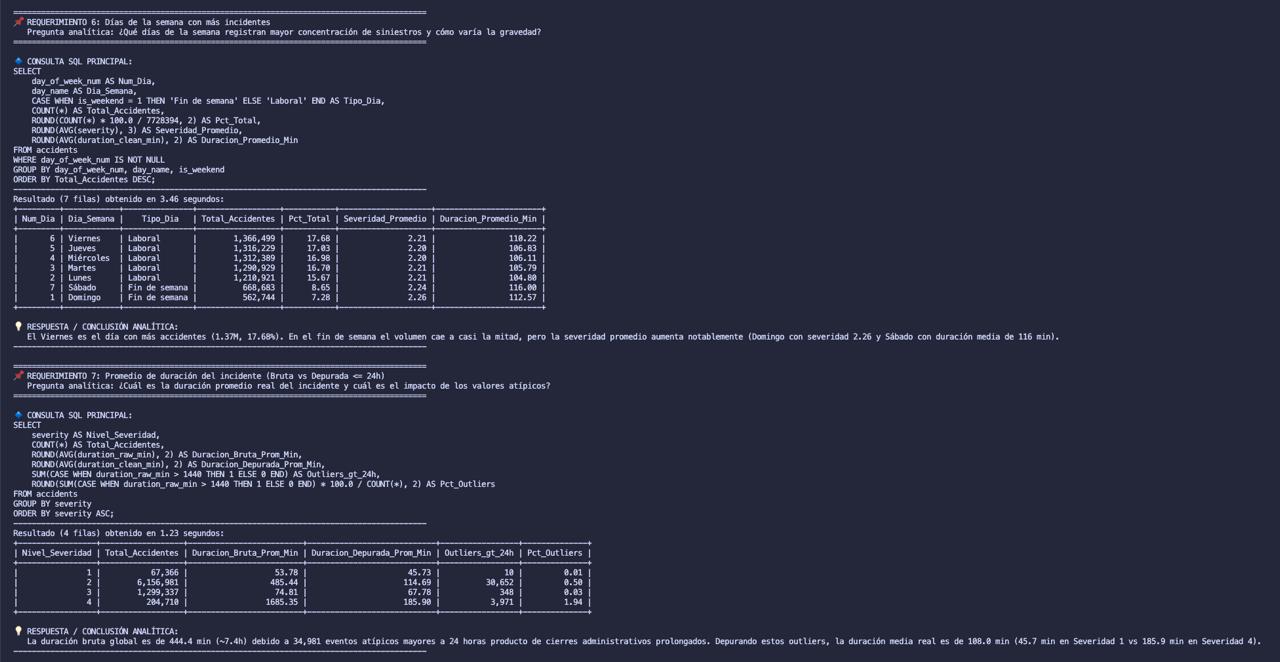 ==========================================================================================
📌 REQUERIMIENTO 6: Días de la semana con más incidentes
   Pregunta analítica: ¿Qué días de la semana registran mayor concentración de siniestros y cómo varía la gravedad?
==========================================================================================
🔹 CONSULTA SQL PRINCIPAL:
SELECT
    day_of_week_num AS Num_Dia,
    day_name AS Dia_Semana,
    CASE WHEN is_weekend = 1 THEN 'Fin de semana' ELSE 'Laboral' END AS Tipo_Dia,
    COUNT(*) AS Total_Accidentes,
    ROUND(COUNT(*) * 100.0 / 7728394, 2) AS Pct_Total,
    ROUND(AVG(severity), 3) AS Severidad_Promedio,
    ROUND(AVG(duration_clean_min), 2) AS Duracion_Promedio_Min
FROM accidents
WHERE day_of_week_num IS NOT NULL
GROUP BY day_of_week_num, day_name, is_weekend
ORDER BY Total_Accidentes DESC;
------------------------------------------------------------------------------------------
Resultado (7 filas) obtenido en 3.46 segundos:
+---------+------------+---------------+------------------+-----------+--------------------+-----------------------+
| Num_Dia | Dia_Semana |    Tipo_Dia   | Total_Accidentes | Pct_Total | Severidad_Promedio | Duracion_Promedio_Min |
+---------+------------+---------------+------------------+-----------+--------------------+-----------------------+
|       6 | Viernes    | Laboral       |        1,366,499 |     17.68 |               2.21 |                110.22 |
|       5 | Jueves     | Laboral       |        1,316,229 |     17.03 |               2.20 |                106.83 |
|       4 | Miércoles  | Laboral       |        1,312,389 |     16.98 |               2.20 |                106.11 |
|       3 | Martes     | Laboral       |        1,290,929 |     16.70 |               2.21 |                105.79 |
|       2 | Lunes      | Laboral       |        1,210,921 |     15.67 |               2.21 |                104.80 |
|       7 | Sábado     | Fin de semana |          668,683 |      8.65 |               2.24 |                116.00 |
|       1 | Domingo    | Fin de semana |          562,744 |      7.28 |               2.26 |                112.57 |
+---------+------------+---------------+------------------+-----------+--------------------+-----------------------+
💡 RESPUESTA / CONCLUSIÓN ANALÍTICA:
   El Viernes es el día con más accidentes (1.37M, 17.68%). En el fin de semana el volumen cae a casi la mitad, pero la severidad promedio aumenta notablemente (Domingo con severidad 2.26 y Sábado con duración media de 116 min).
------------------------------------------------------------------------------------------
==========================================================================================
📌 REQUERIMIENTO 7: Promedio de duración del incidente (Bruta vs Depurada <= 24h)
   Pregunta analítica: ¿Cuál es la duración promedio real del incidente y cuál es el impacto de los valores atípicos?
==========================================================================================
🔹 CONSULTA SQL PRINCIPAL:
SELECT
    severity AS Nivel_Severidad,
    COUNT(*) AS Total_Accidentes,
    ROUND(AVG(duration_raw_min), 2) AS Duracion_Bruta_Prom_Min,
    ROUND(AVG(duration_clean_min), 2) AS Duracion_Depurada_Prom_Min,
    SUM(CASE WHEN duration_raw_min > 1440 THEN 1 ELSE 0 END) AS Outliers_gt_24h,
    ROUND(SUM(CASE WHEN duration_raw_min > 1440 THEN 1 ELSE 0 END) * 100.0 / COUNT(*), 2) AS Pct_Outliers
FROM accidents
GROUP BY severity
ORDER BY severity ASC;
------------------------------------------------------------------------------------------
Resultado (4 filas) obtenido en 1.23 segundos:
+-----------------+------------------+-------------------------+----------------------------+-----------------+--------------+
| Nivel_Severidad | Total_Accidentes | Duracion_Bruta_Prom_Min | Duracion_Depurada_Prom_Min | Outliers_gt_24h | Pct_Outliers |
+-----------------+------------------+-------------------------+----------------------------+-----------------+--------------+
|               1 |           67,366 |                   53.78 |                      45.73 |              10 |         0.01 |
|               2 |        6,156,981 |                  485.44 |                     114.69 |          30,652 |         0.50 |
|               3 |        1,299,337 |                   74.81 |                      67.78 |             348 |         0.03 |
|               4 |          204,710 |                 1685.35 |                     185.90 |           3,971 |         1.94 |
+-----------------+------------------+-------------------------+----------------------------+-----------------+--------------+
💡 RESPUESTA / CONCLUSIÓN ANALÍTICA:
   La duración bruta global es de 444.4 min (~7.4h) debido a 34,981 eventos atípicos mayores a 24 horas producto de cierres administrativos prolongados. Depurando estos outliers, la duración media real es de 108.0 min (45.7 min en Severidad 1 vs 185.9 min en Severidad 4).
------------------------------------------------------------------------------------------